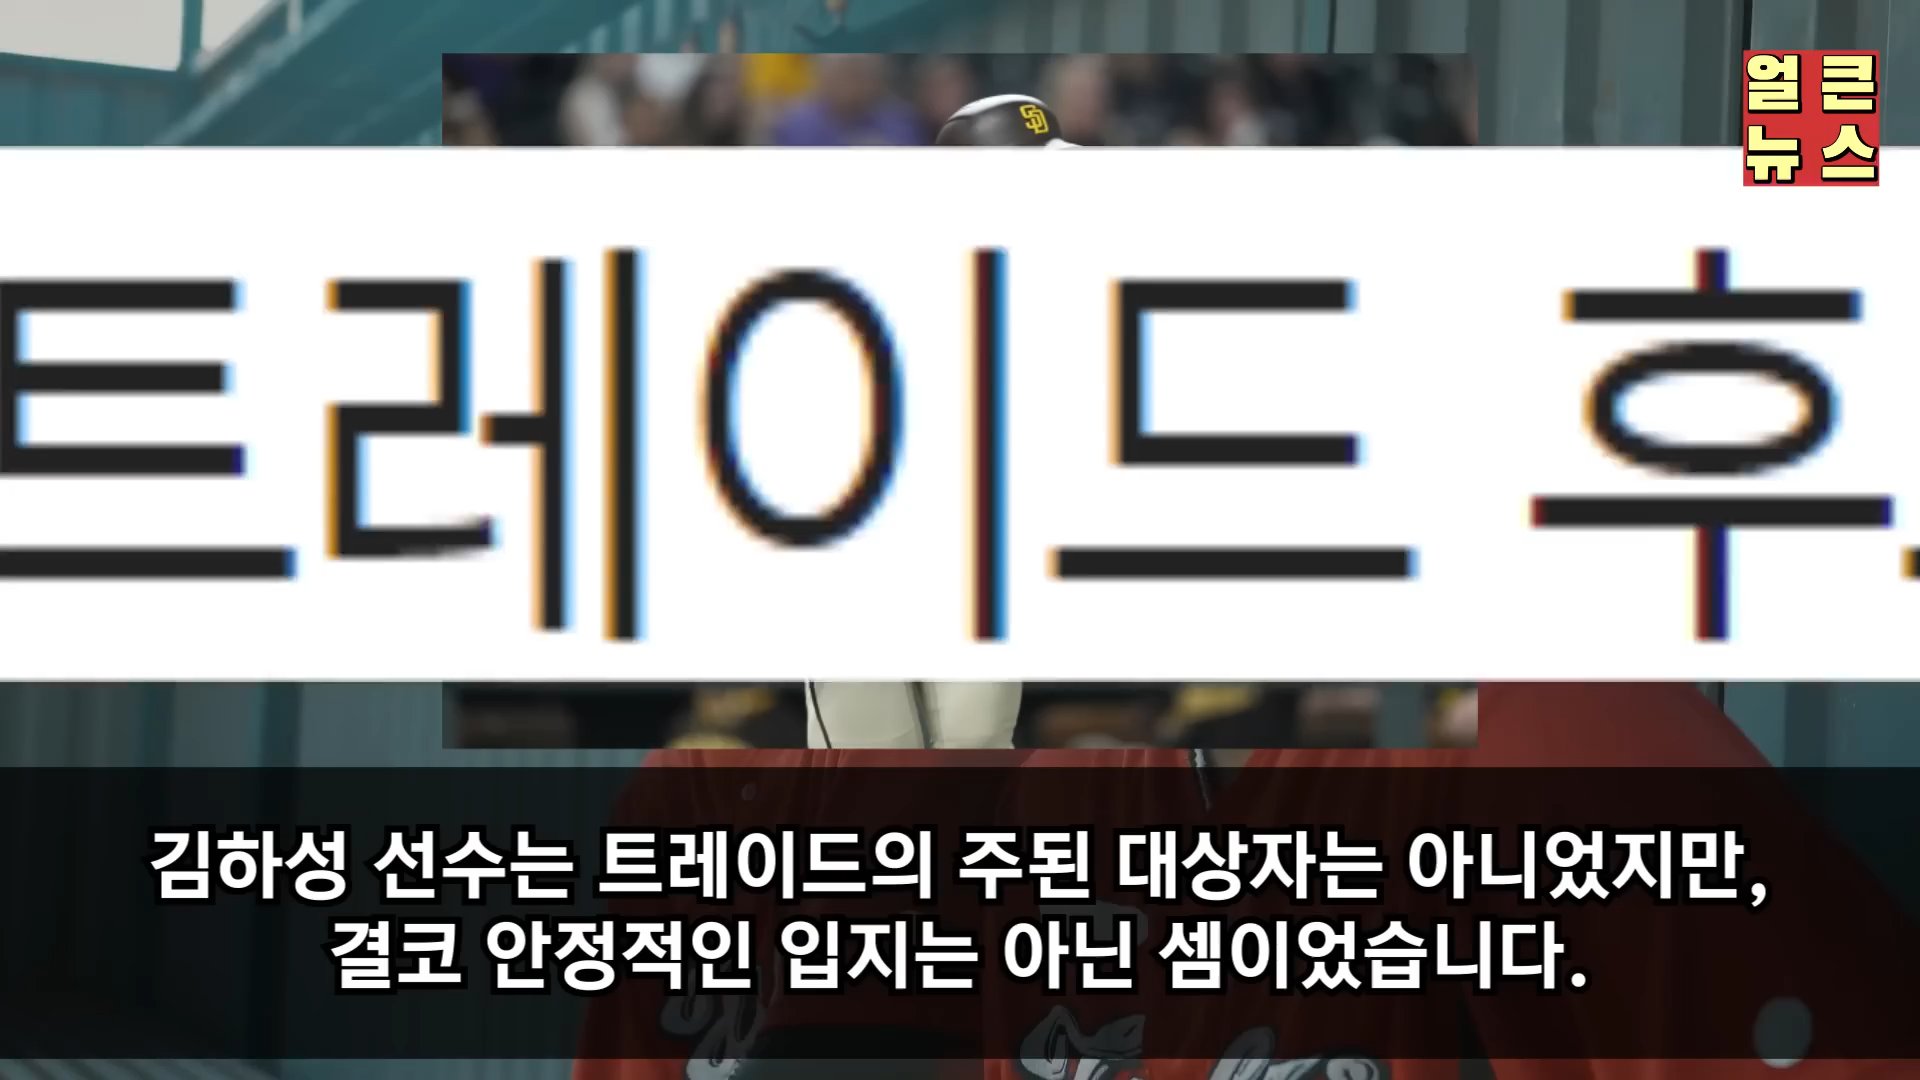 얼큰
뉴스
SD
트레이드 후
김하성 선수는 트레이드의 주된 대상자는 아니었지만,
결코 안정적인 입지는 아닌 셈이었습니다.